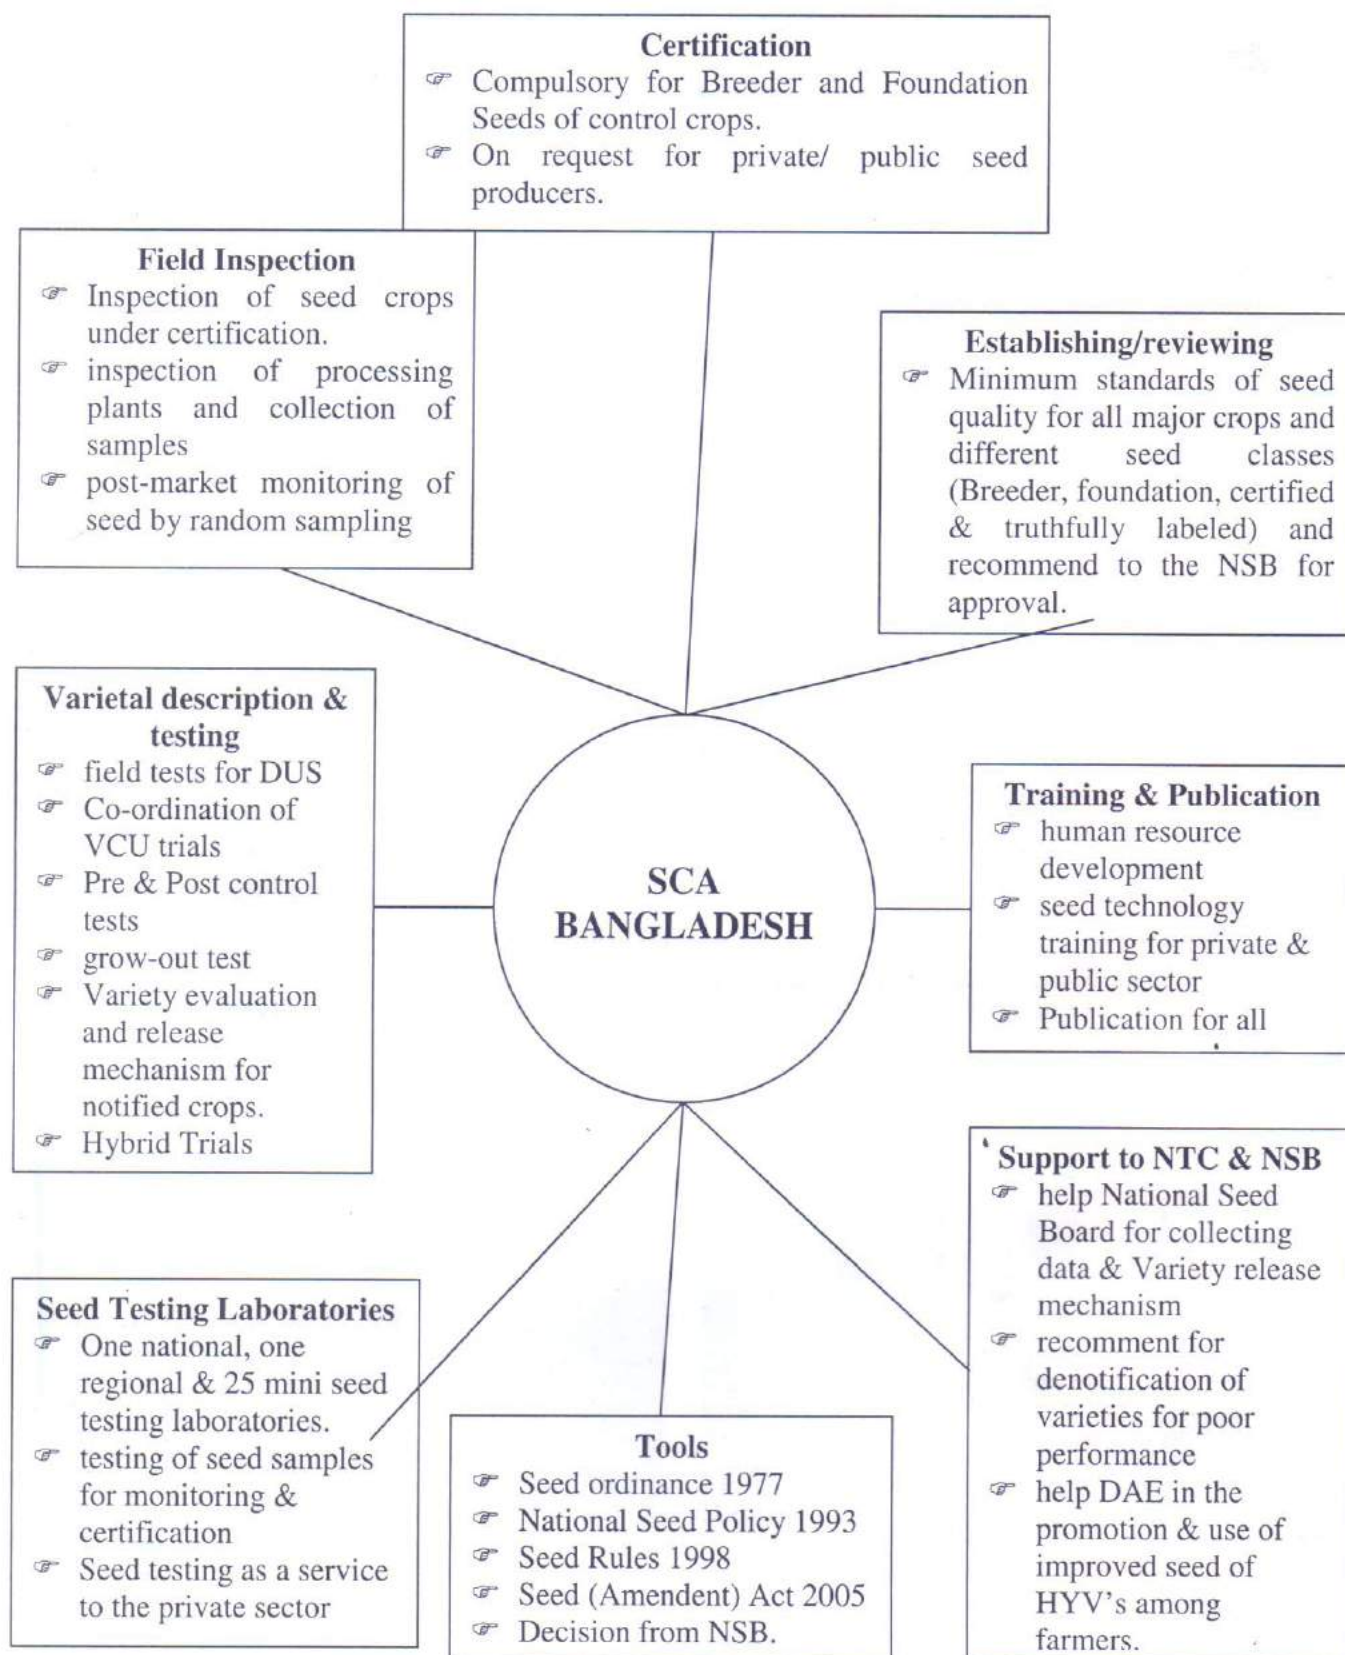 Certification
☞ Compulsory for Breeder and Foundation
Seeds of control crops.
☞ On request for private/ public seed
producers.
Field Inspection
☞ Inspection of seed crops
under certification.
☞ inspection of processing
plants and collection of
samples
☞ post-market monitoring of
seed by random sampling
Establishing/reviewing
☞ Minimum standards of seed
quality for all major crops and
different seed classes
(Breeder, foundation, certified
& truthfully labeled) and
recommend to the NSB for
approval.
Varietal description &
testing
☞ field tests for DUS
☞ Co-ordination of
VCU trials
☞ Pre & Post control
tests
☞ grow-out test
☞ Variety evaluation
and release
mechanism for
notified crops.
☞ Hybrid Trials
SCA
BANGLADESH
Training & Publication
☞ human resource
development
☞ seed technology
training for private &
public sector
☞ Publication for all
Seed Testing Laboratories
☞ One national, one
regional & 25 mini seed
testing laboratories.
☞ testing of seed samples
for monitoring &
certification
☞ Seed testing as a service
to the private sector
Tools
☞ Seed ordinance 1977
☞ National Seed Policy 1993
☞ Seed Rules 1998
☞ Seed (Amendent) Act 2005
☞ Decision from NSB.
Support to NTC & NSB
☞ help National Seed
Board for collecting
data & Variety release
mechanism
☞ recomment for
denotification of
varieties for poor
performance
☞ help DAE in the
promotion & use of
improved seed of
HYV's among
farmers.